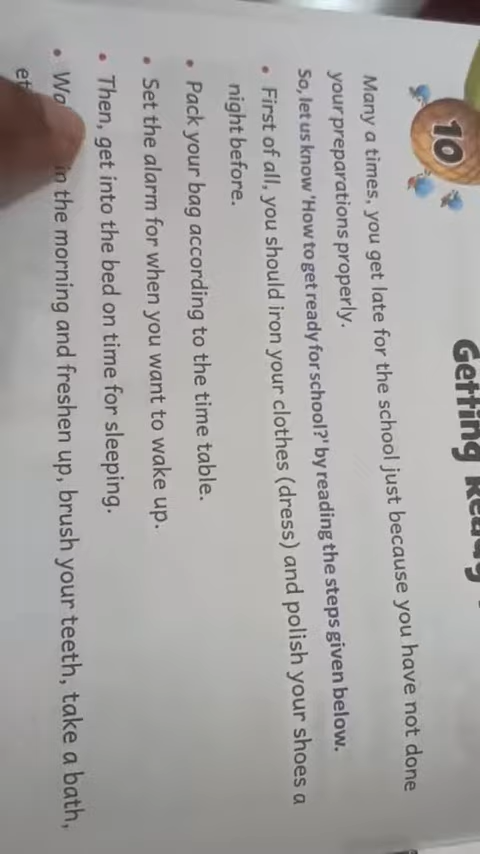 10
Getting Ready
Many a times, you get late for the school just because you have not done
your preparations properly.
So, let us know 'How to get ready for school?' by reading the steps given below.
• First of all, you should iron your clothes (dress) and polish your shoes a
night before.
• Pack your bag according to the time table.
• Set the alarm for when you want to wake up.
• Then, get into the bed on time for sleeping.
• in the morning and freshen up, brush your teeth, take a bath,